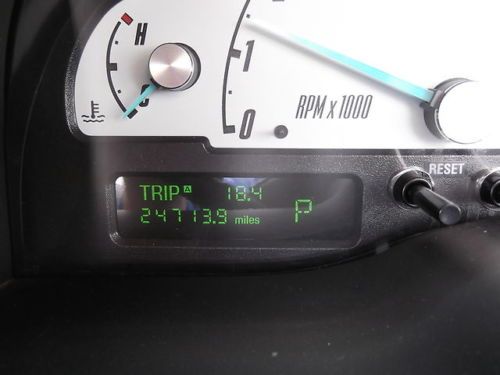 H
C
1
0
RPM x 1000
RESET
TRIP A 18.4
24713.9 miles
P